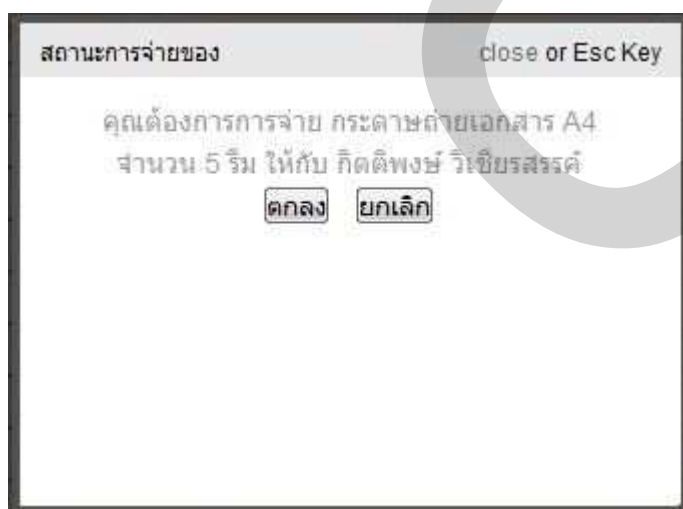 สถานะการจ่ายของ close or Esc Key
คุณต้องการการจ่าย กระดาษถ่ายเอกสาร A4
จำนวน 5 ริม ให้กับ กิตติพงษ์ วิเชียรสรรค์
ตกลง ยกเลิก